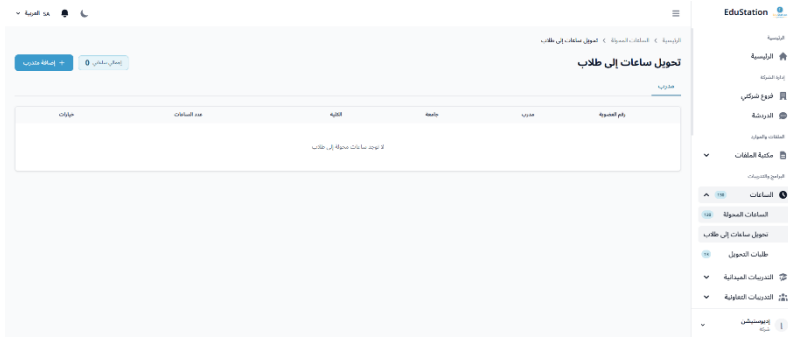 EduStation
SA العربية
الرئيسية
الرئيسية
إدارة الشركة
فروع شركتي
الدردشة
الملفات والموارد
مكتبة الملفات
البرامج والتدريبات
الساعات
الساعات المحولة
تحويل ساعات إلى طلاب
طلبات التحويل
التدريبات الميدانية
التدريبات التعاونية
إديوستيشن
شركة
الرئيسية > الساعات المحولة > تحويل ساعات إلى طلاب
تحويل ساعات إلى طلاب
إجمالي ساعاتي 0
+ إضافة متدرب
رقم العضوية مدرب جامعة الكلية عدد الساعات خيارات
لا توجد ساعات محولة إلى طلاب